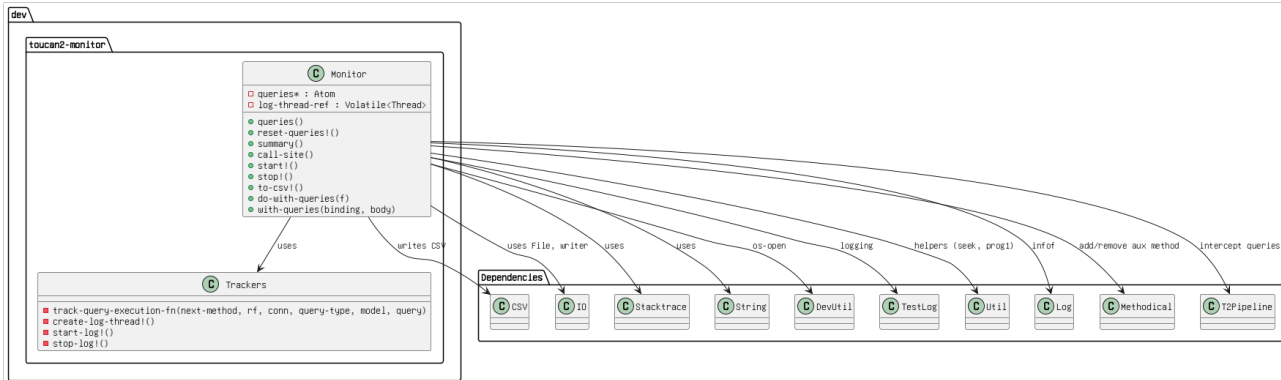 dev
toucan2-monitor
C Monitor
queries* : Atom
log-thread-ref : Volatile<Thread>
queries()
reset-queries!()
summary()
call-site()
start!()
stop!()
to-csv!()
do-with-queries(f)
with-queries(binding, body)
uses
writes CSV
uses File, writer
uses
uses
os-open
logging
helpers (seek, prog1)
infof
add/remove aux method
intercept queries
C Trackers
track-query-execution-fn(next-method, rf, conn, query-type, model, query)
create-log-thread!()
start-log!()
stop-log!()
Dependencies
C CSV
C IO
C Stacktrace
C String
C DevUtil
C TestLog
C Util
C Log
C Methodical
C T2Pipeline